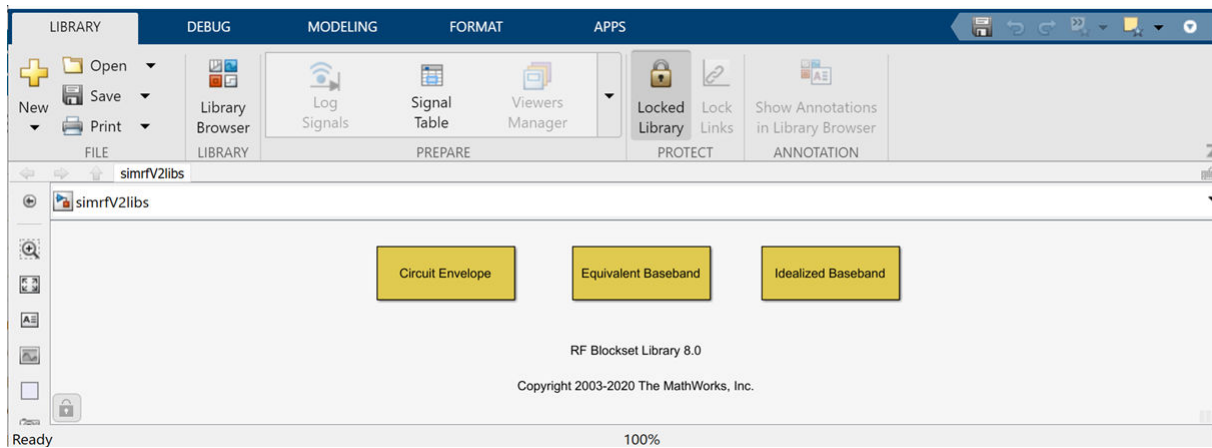 LIBRARY DEBUG MODELING FORMAT APPS
New
Open
Save
Print
FILE
Library
Browser
LIBRARY
Log
Signals
Signal
Table
Viewers
Manager
PREPARE
Locked
Library
Lock
Links
PROTECT
Show Annotations
in Library Browser
ANNOTATION
simrfV2libs
simrfV2libs
Circuit Envelope Equivalent Baseband Idealized Baseband
RF Blockset Library 8.0
Copyright 2003-2020 The MathWorks, Inc.
Ready 100%